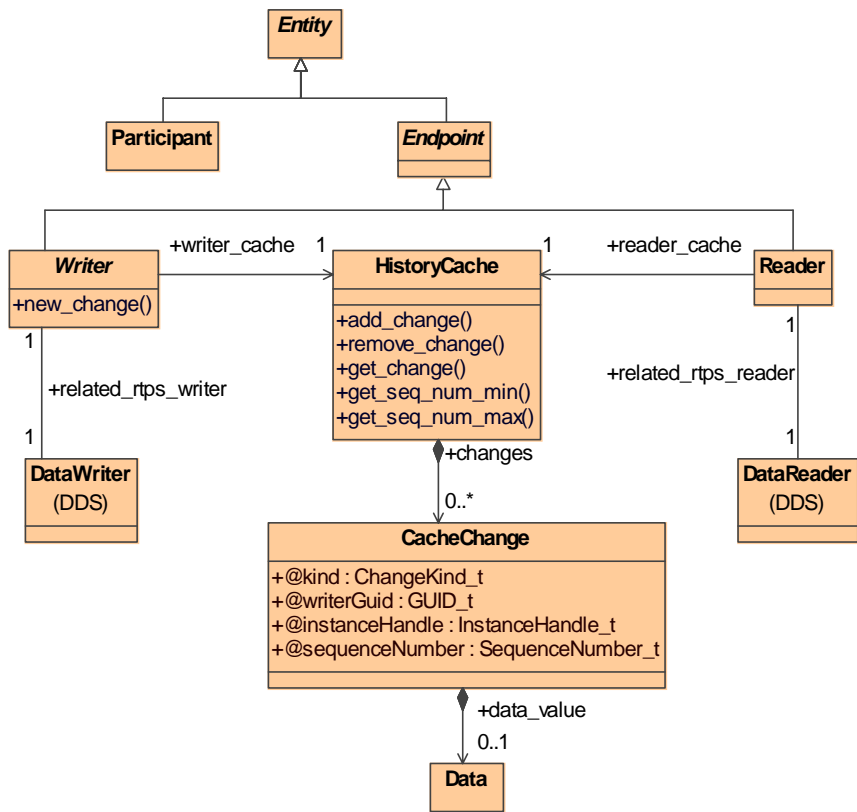 Entity
Participant
Endpoint
Writer
+new_change()
+writer_cache
1
HistoryCache
+add_change()
+remove_change()
+get_change()
+get_seq_num_min()
+get_seq_num_max()
1
+reader_cache
Reader
1
+related_rtps_writer
1
DataWriter
(DDS)
1
+related_rtps_reader
1
DataReader
(DDS)
+changes
0..*
CacheChange
+@kind : ChangeKind_t
+@writerGuid : GUID_t
+@instanceHandle : InstanceHandle_t
+@sequenceNumber : SequenceNumber_t
+data_value
0..1
Data